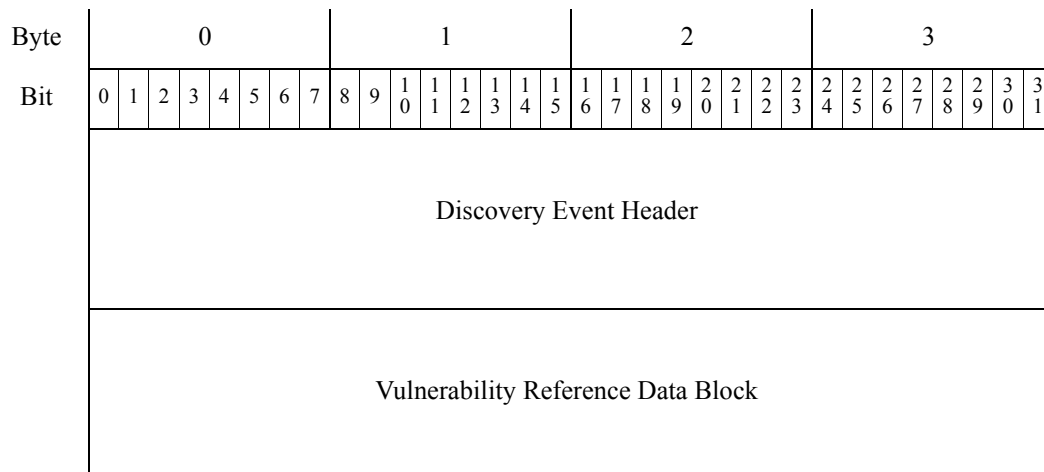 Byte 0 1 2 3
Bit 0 1 2 3 4 5 6 7 8 9 10 11 12 13 14 15 16 17 18 19 20 21 22 23 24 25 26 27 28 29 30 31
Discovery Event Header
Vulnerability Reference Data Block